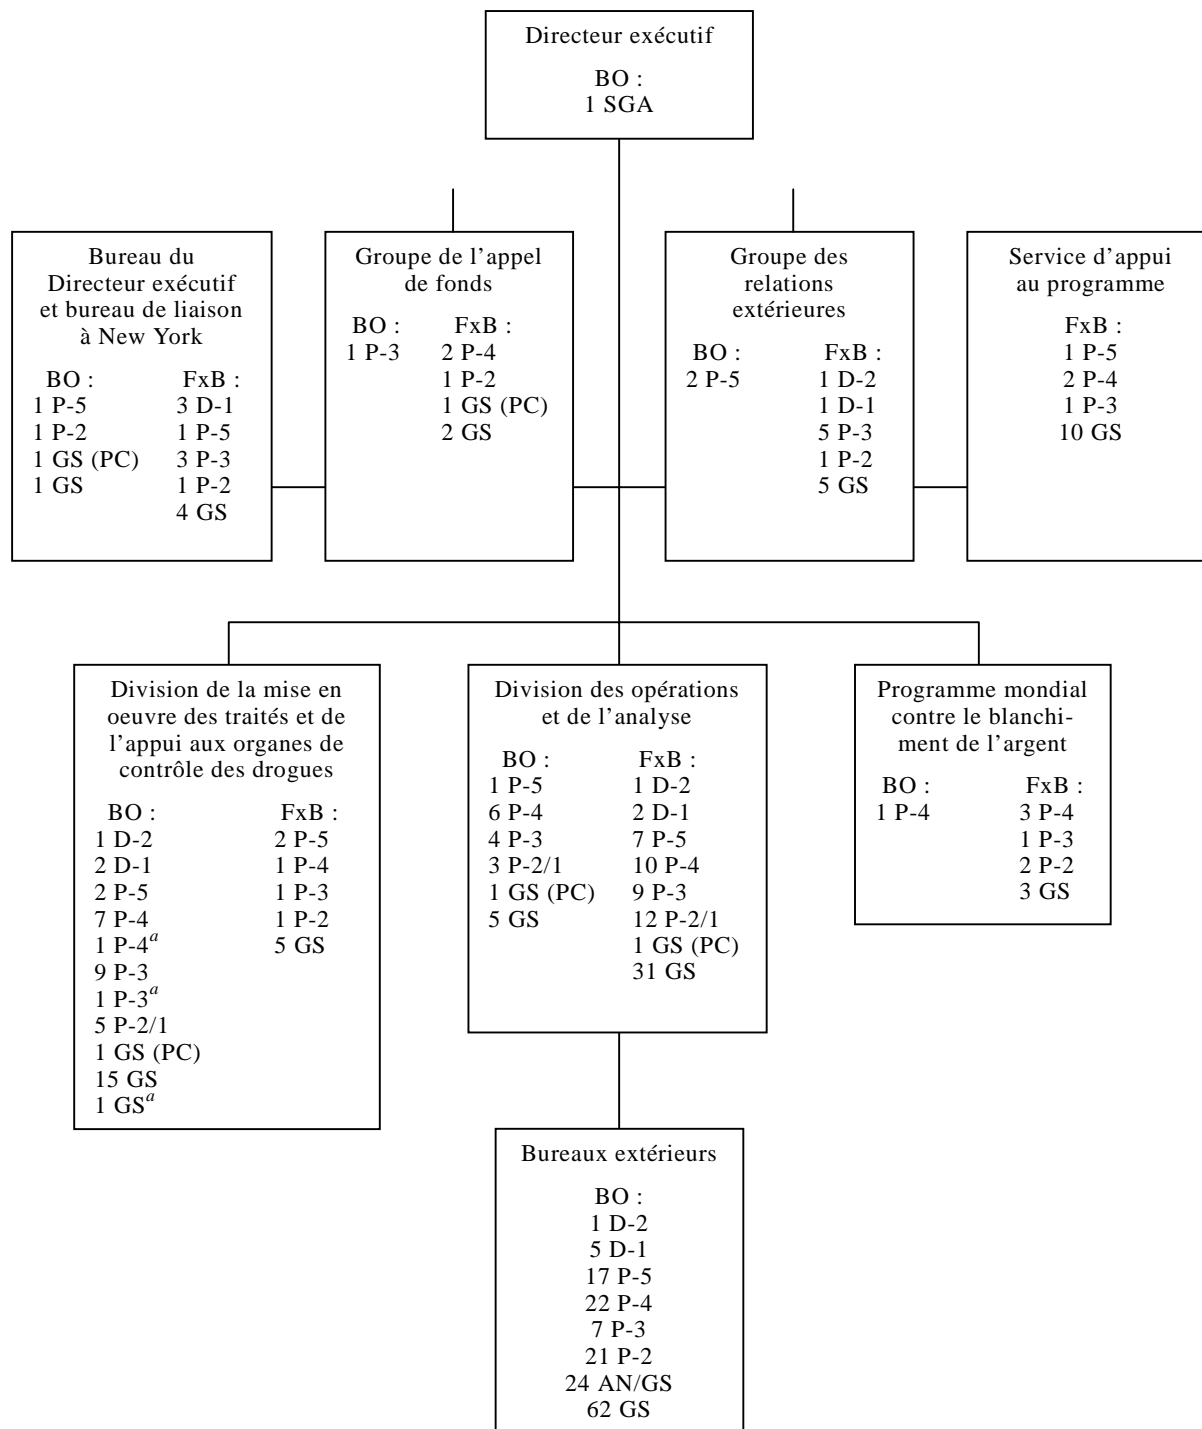 Directeur exécutif
BO :
1 SGA
Bureau du
Directeur exécutif
et bureau de liaison
à New York
BO :
1 P-5
1 P-2
1 GS (PC)
1 GS
FxB :
3 D-1
1 P-5
3 P-3
1 P-2
4 GS
Groupe de l'appel
de fonds
BO :
1 P-3
FxB :
2 P-4
1 P-2
1 GS (PC)
2 GS
Groupe des
relations
extérieures
BO :
2 P-5
FxB :
1 D-2
1 D-1
5 P-3
1 P-2
5 GS
Service d'appui
au programme
FxB :
1 P-5
2 P-4
1 P-3
10 GS
Division de la mise en
oeuvre des traités et de
l'appui aux organes de
contrôle des drogues
BO :
1 D-2
2 D-1
2 P-5
7 P-4
1 P-4a
9 P-3
1 P-3a
5 P-2/1
1 GS (PC)
15 GS
1 GSa
FxB :
2 P-5
1 P-4
1 P-3
1 P-2
5 GS
Division des opérations
et de l'analyse
BO :
1 P-5
6 P-4
4 P-3
3 P-2/1
1 GS (PC)
5 GS
FxB :
1 D-2
2 D-1
7 P-5
10 P-4
9 P-3
12 P-2/1
1 GS (PC)
31 GS
Programme mondial
contre le blanchi-
ment de l'argent
BO :
1 P-4
FxB :
3 P-4
1 P-3
2 P-2
3 GS
Bureaux extérieurs
BO :
1 D-2
5 D-1
17 P-5
22 P-4
7 P-3
21 P-2
24 AN/GS
62 GS